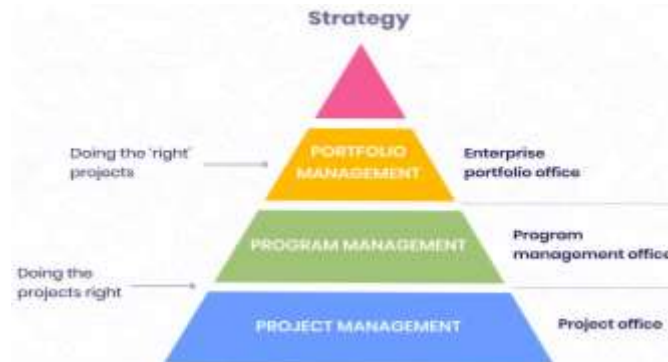 Strategy
Doing the 'right'
projects
PORTFOLIO
MANAGEMENT
Enterprise
portfolio office
PROGRAM MANAGEMENT
Program
management office
Doing the
projects right
PROJECT MANAGEMENT
Project office